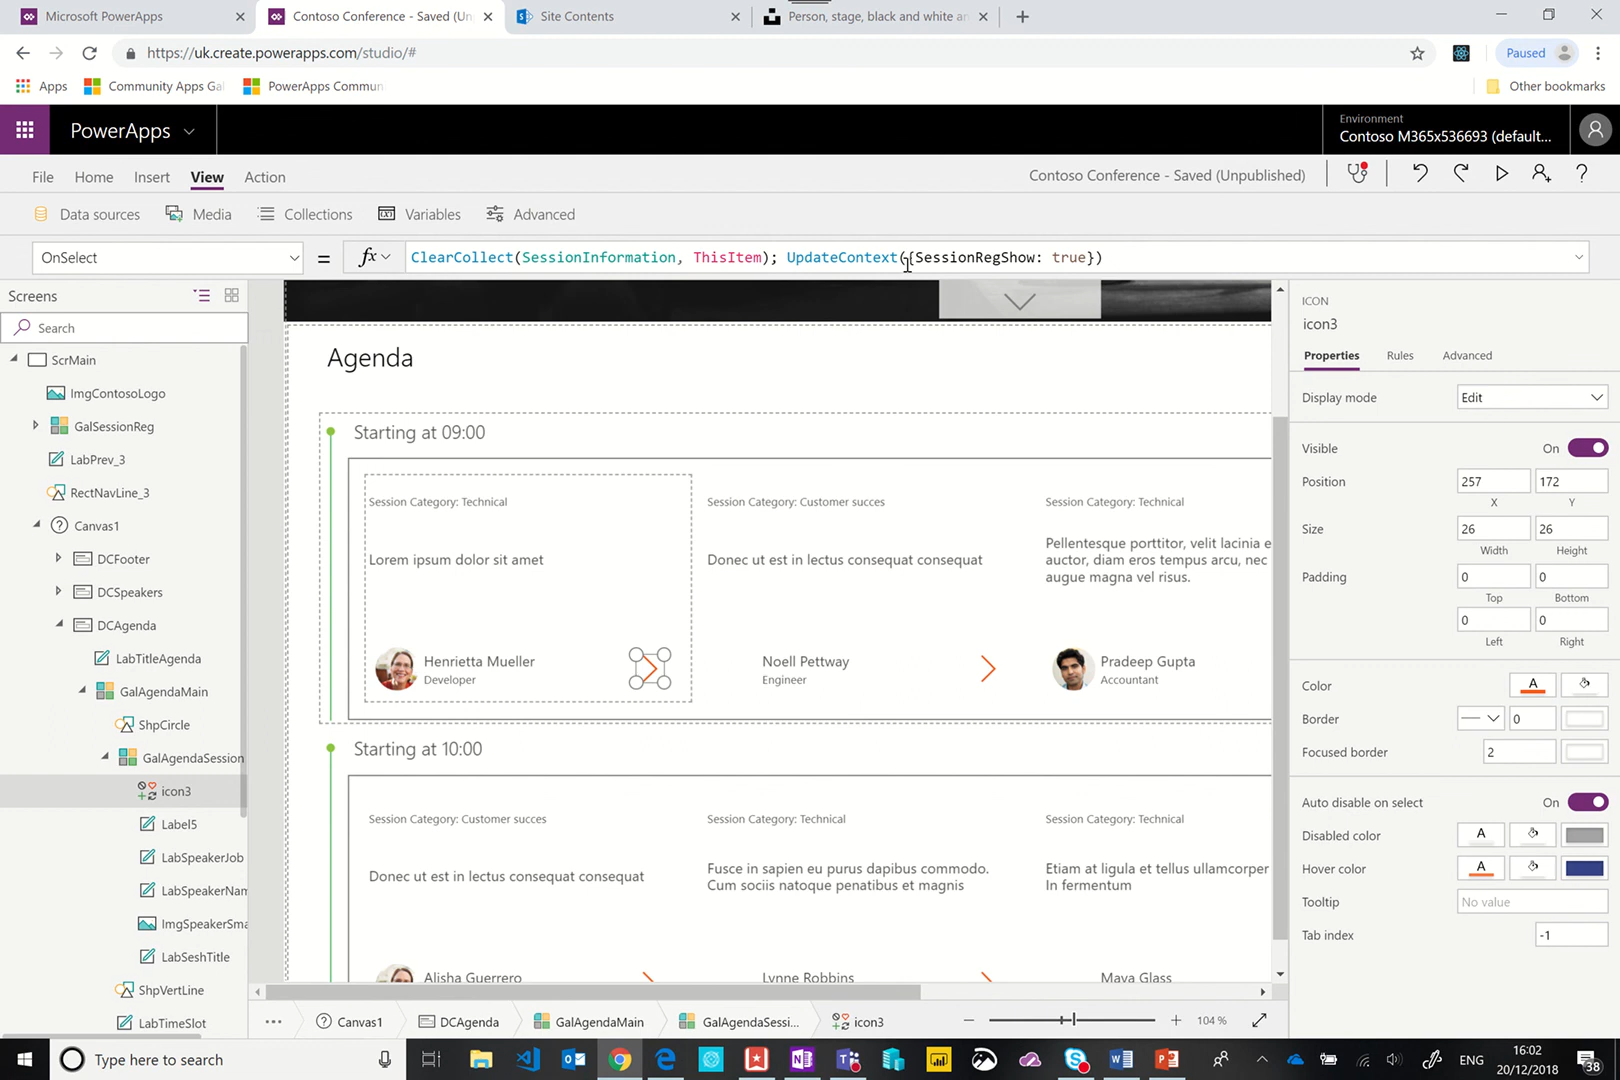 Microsoft PowerApps
Contoso Conference - Saved (Un
Site Contents
Person, stage, black and white an
https://uk.create.powerapps.com/studio/#
Paused
Apps
Community Apps Gal
PowerApps Commun
Other bookmarks
PowerApps
Environment
Contoso M365x536693 (default...
File Home Insert View Action
Contoso Conference - Saved (Unpublished)
Data sources Media Collections Variables Advanced
OnSelect
=
fx
ClearCollect(SessionInformation, ThisItem); UpdateContext({SessionRegShow: true})
Screens
Search
ScrMain
ImgContosoLogo
GalSessionReg
LabPrev_3
RectNavLine_3
Canvas1
DCFooter
DCSpeakers
DCAgenda
LabTitleAgenda
GalAgendaMain
ShpCircle
GalAgendaSession
icon3
Label5
LabSpeakerJob
LabSpeakerNam
ImgSpeakerSma
LabSeshTitle
ShpVertLine
LabTimeSlot
Agenda
Starting at 09:00
Session Category: Technical
Lorem ipsum dolor sit amet
Henrietta Mueller
Developer
Session Category: Customer succes
Donec ut est in lectus consequat consequat
Noell Pettway
Engineer
Session Category: Technical
Pellentesque porttitor, velit lacinia e
auctor, diam eros tempus arcu, nec
augue magna vel risus.
Pradeep Gupta
Accountant
Starting at 10:00
Session Category: Customer succes
Donec ut est in lectus consequat consequat
Alisha Guerrero
Session Category: Technical
Fusce in sapien eu purus dapibus commodo.
Cum sociis natoque penatibus et magnis
Lynne Robbins
Session Category: Technical
Etiam at ligula et tellus ullamcorper
In fermentum
Maya Glass
ICON
icon3
Properties Rules Advanced
Display mode
Edit
Visible
On
Position
257
172
X
Y
Size
26
26
Width
Height
Padding
0
0
Top
Bottom
0
0
Left
Right
Color
A
Border
0
Focused border
2
Auto disable on select
On
Disabled color
A
Hover color
A
Tooltip
No value
Tab index
-1
... Canvas1 DCAgenda GalAgendaMain GalAgendaSessi... icon3
104 %
Type here to search
ENG
16:02
20/12/2018
38